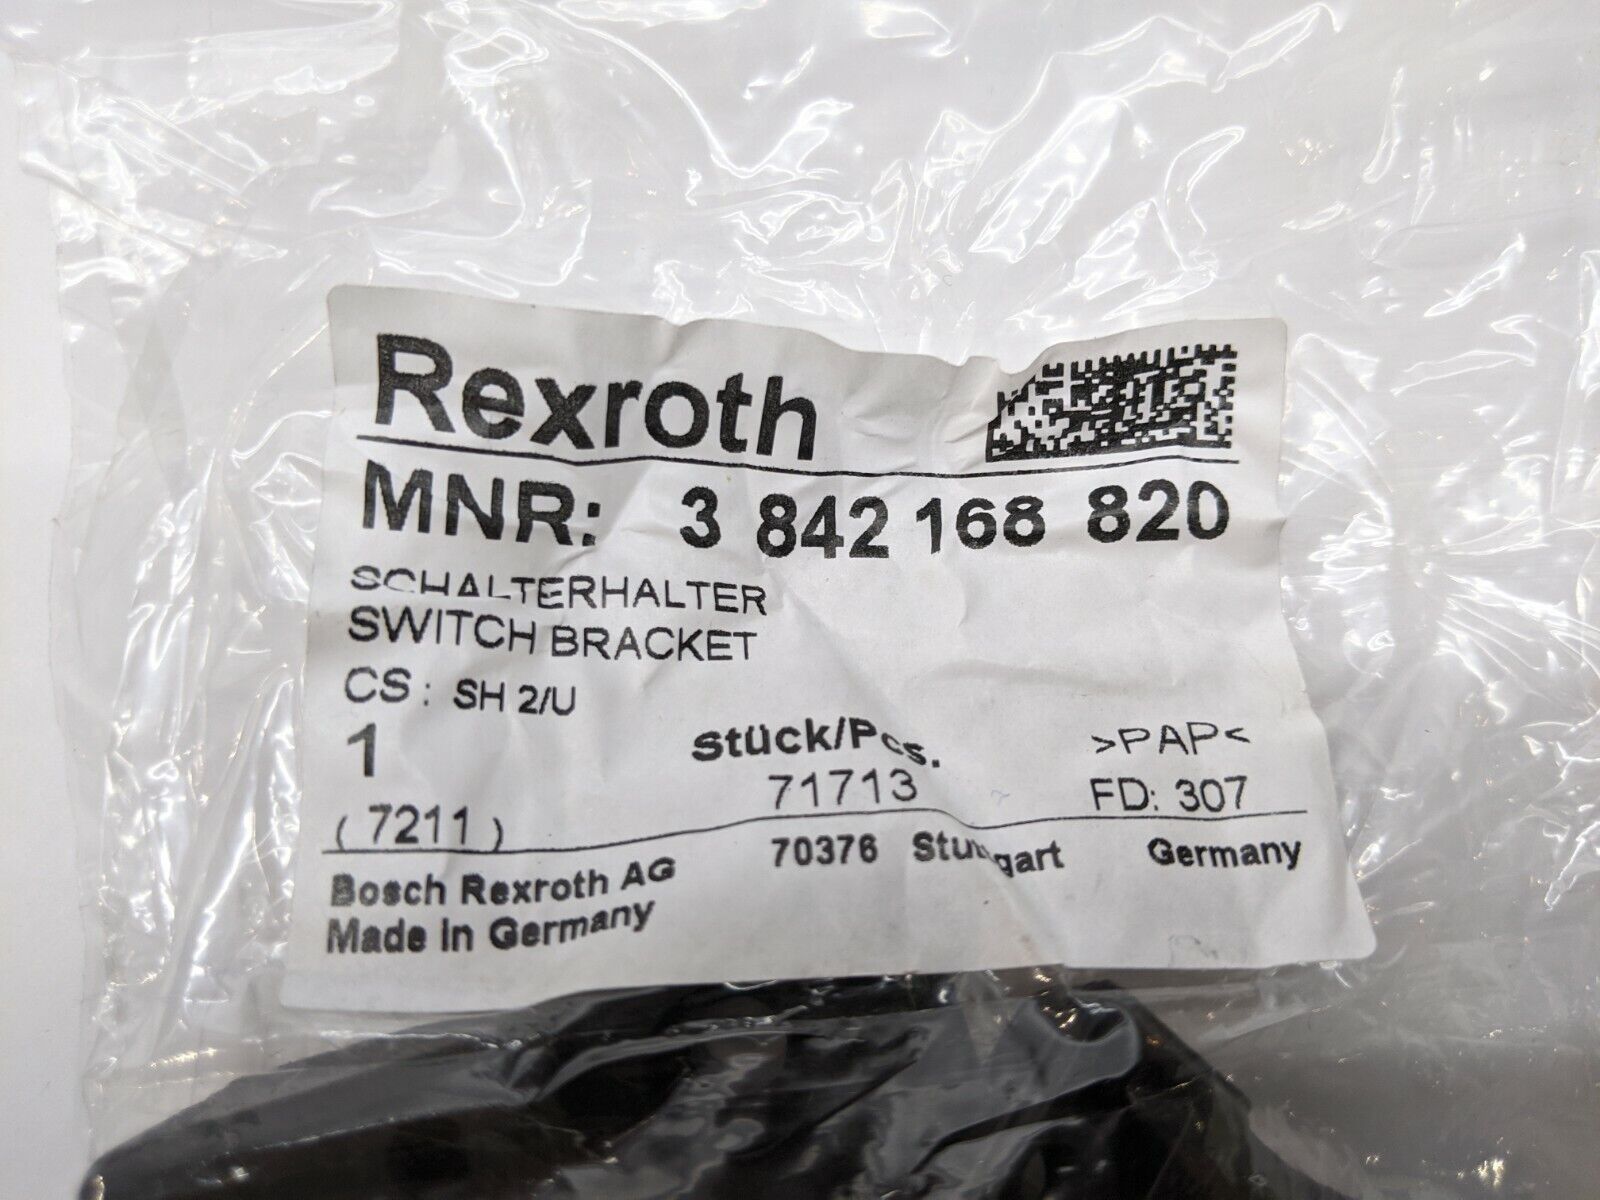 Rexroth
MNR: 3 842 168 820
SCHALTERHALTER
SWITCH BRACKET
CS: SH 2/U
1 Stück/Pcs. >PAP<
(7211) 71713 FD: 307
Bosch Rexroth AG 70376 Stuttgart Germany
Made in Germany